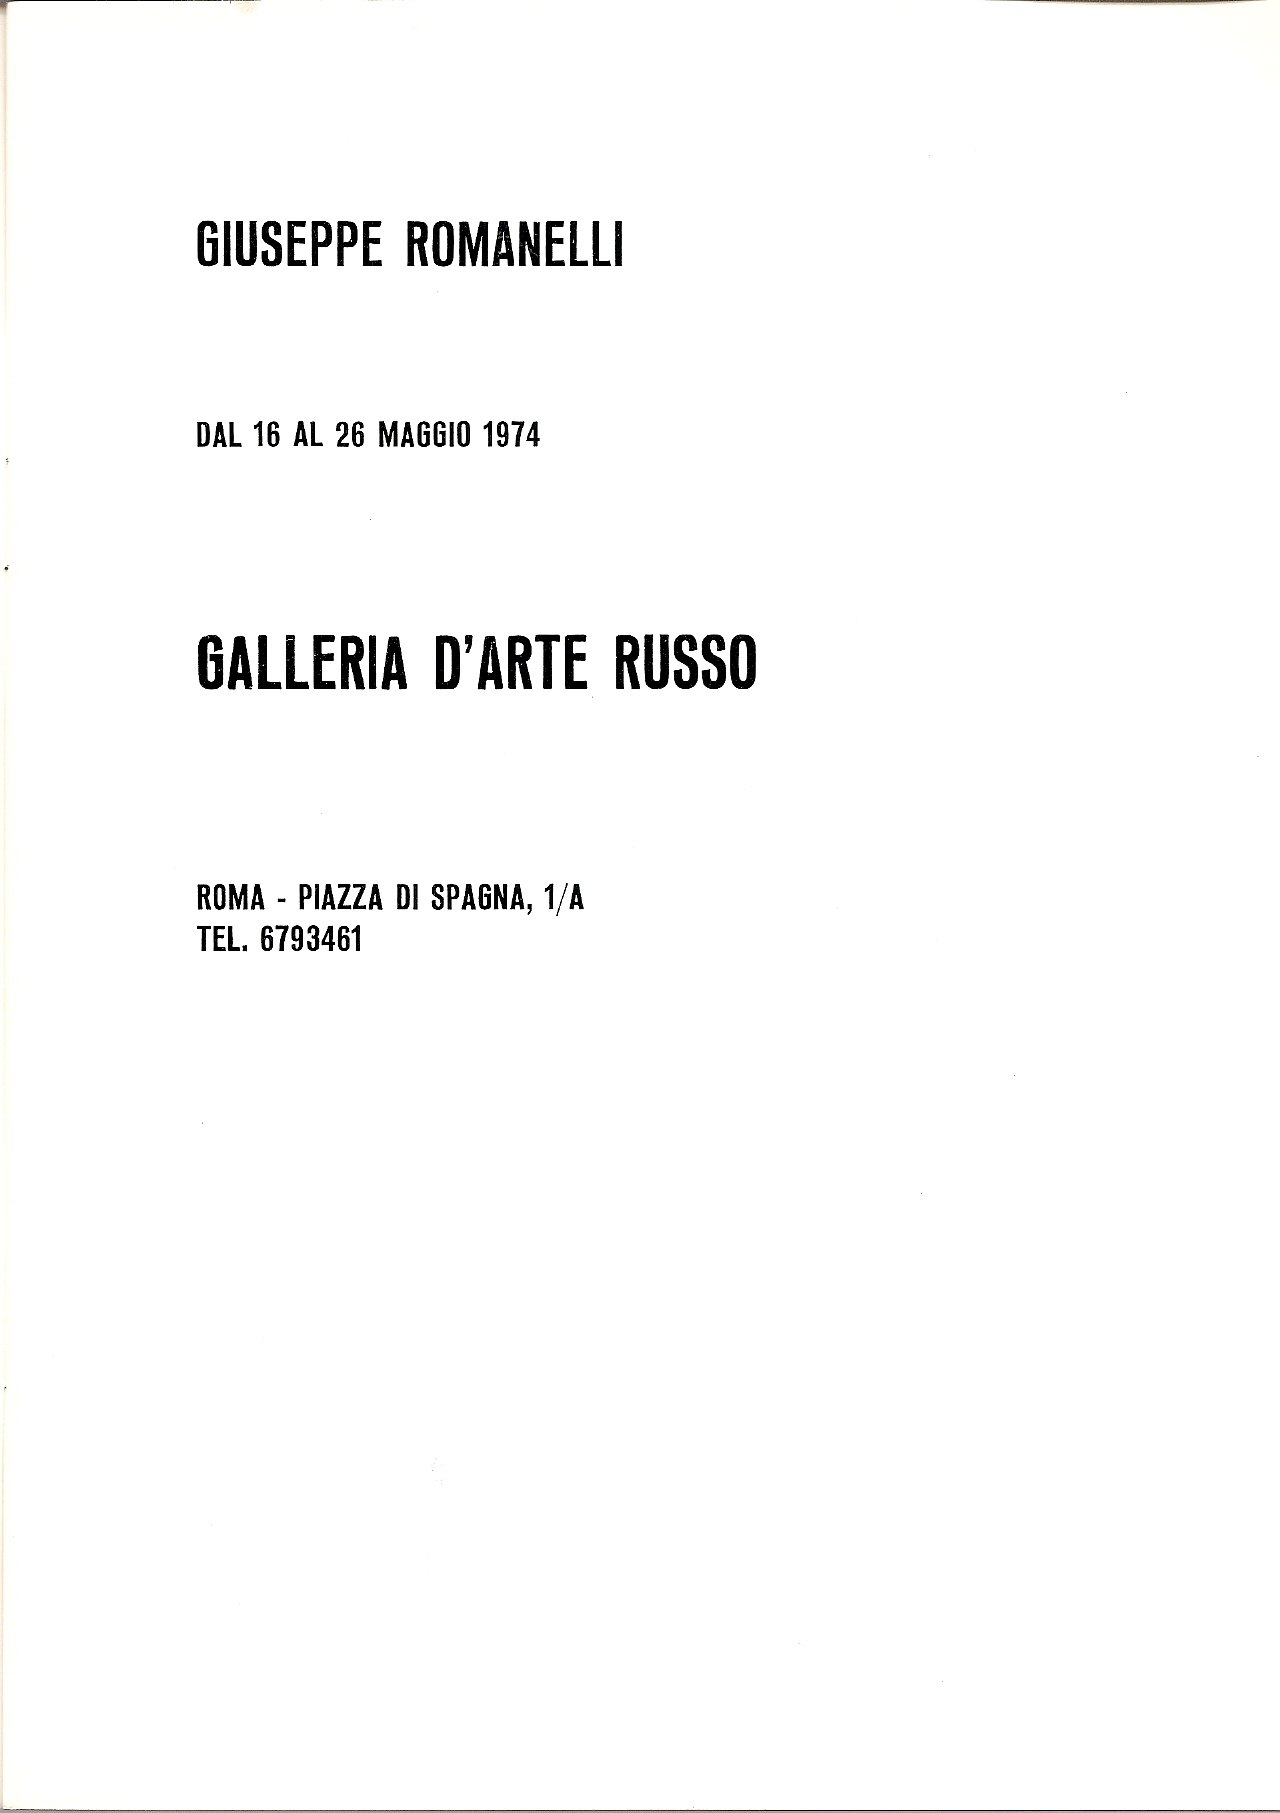 GIUSEPPE ROMANELLI
DAL 16 AL 26 MAGGIO 1974
GALLERIA D'ARTE RUSSO
ROMA - PIAZZA DI SPAGNA, 1/A
TEL. 6793461